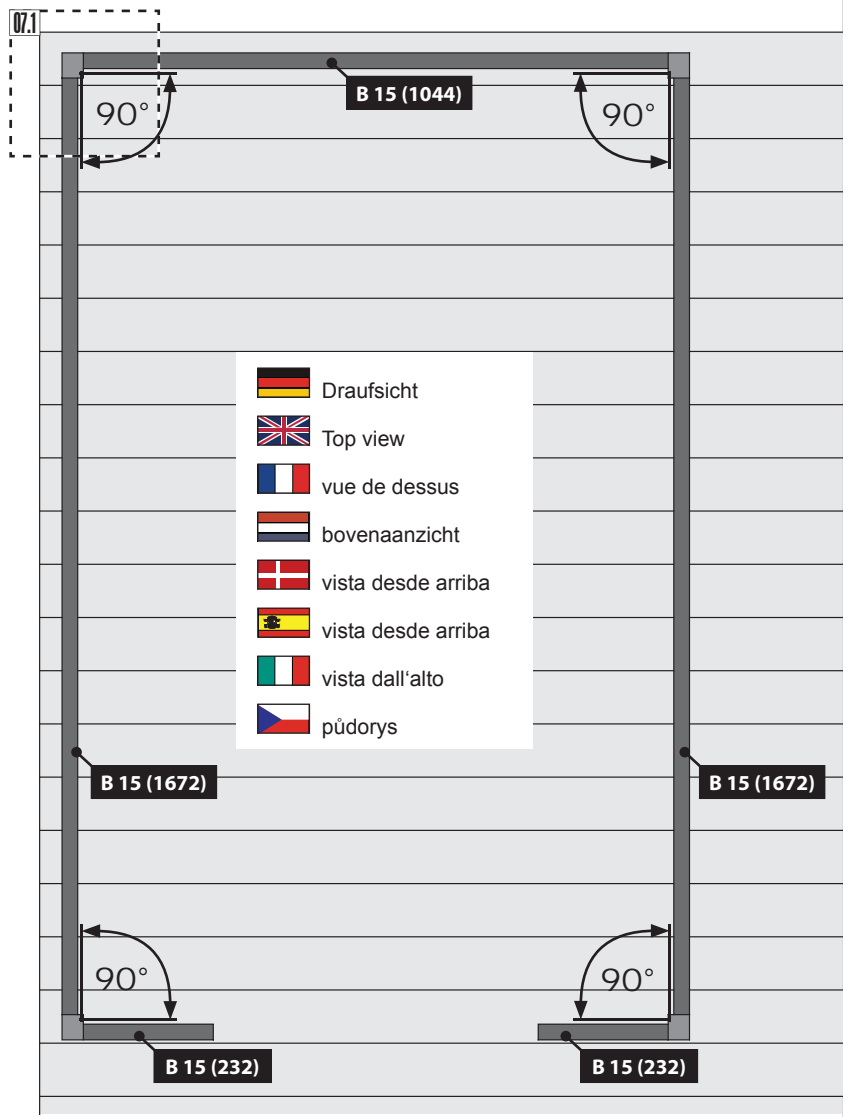 07.1
B 15 (1044)
90° 90°
Draufsicht
Top view
vue de dessus
bovenaanzicht
vista desde arriba
vista desde arriba
vista dall‘alto
půdorys
B 15 (1672) B 15 (1672)
90° 90°
B 15 (232) B 15 (232)